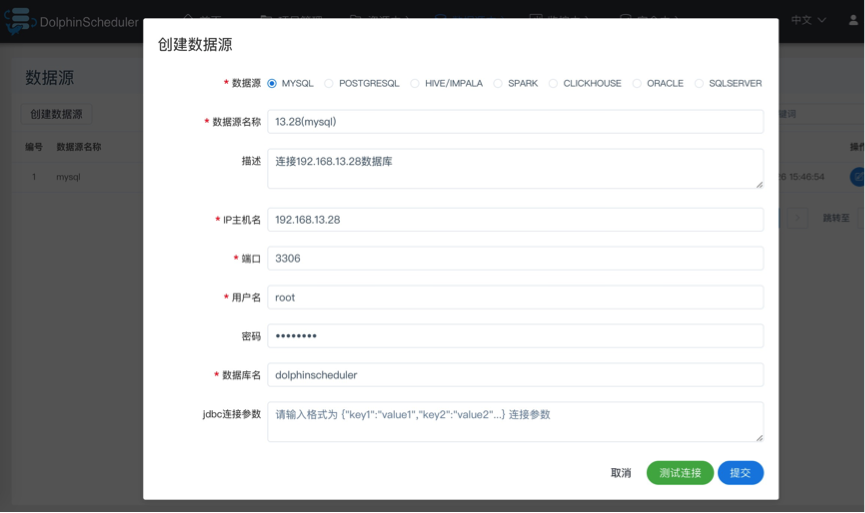 DolphinScheduler
中文
创建数据源
数据源
* 数据源 MYSQL POSTGRESQL HIVE/IMPALA SPARK CLICKHOUSE ORACLE SQLSERVER
创建数据源
* 数据源名称 13.28(mysql)
编号 数据源名称
描述 连接192.168.13.28数据库
1 mysql 15:46:54
* IP主机名 192.168.13.28
跳转至
* 端口 3306
* 用户名 root
密码 ••••••••
* 数据库名 dolphinscheduler
jdbc连接参数 请输入格式为 {"key1":"value1","key2":"value2"...} 连接参数
取消 测试连接 提交